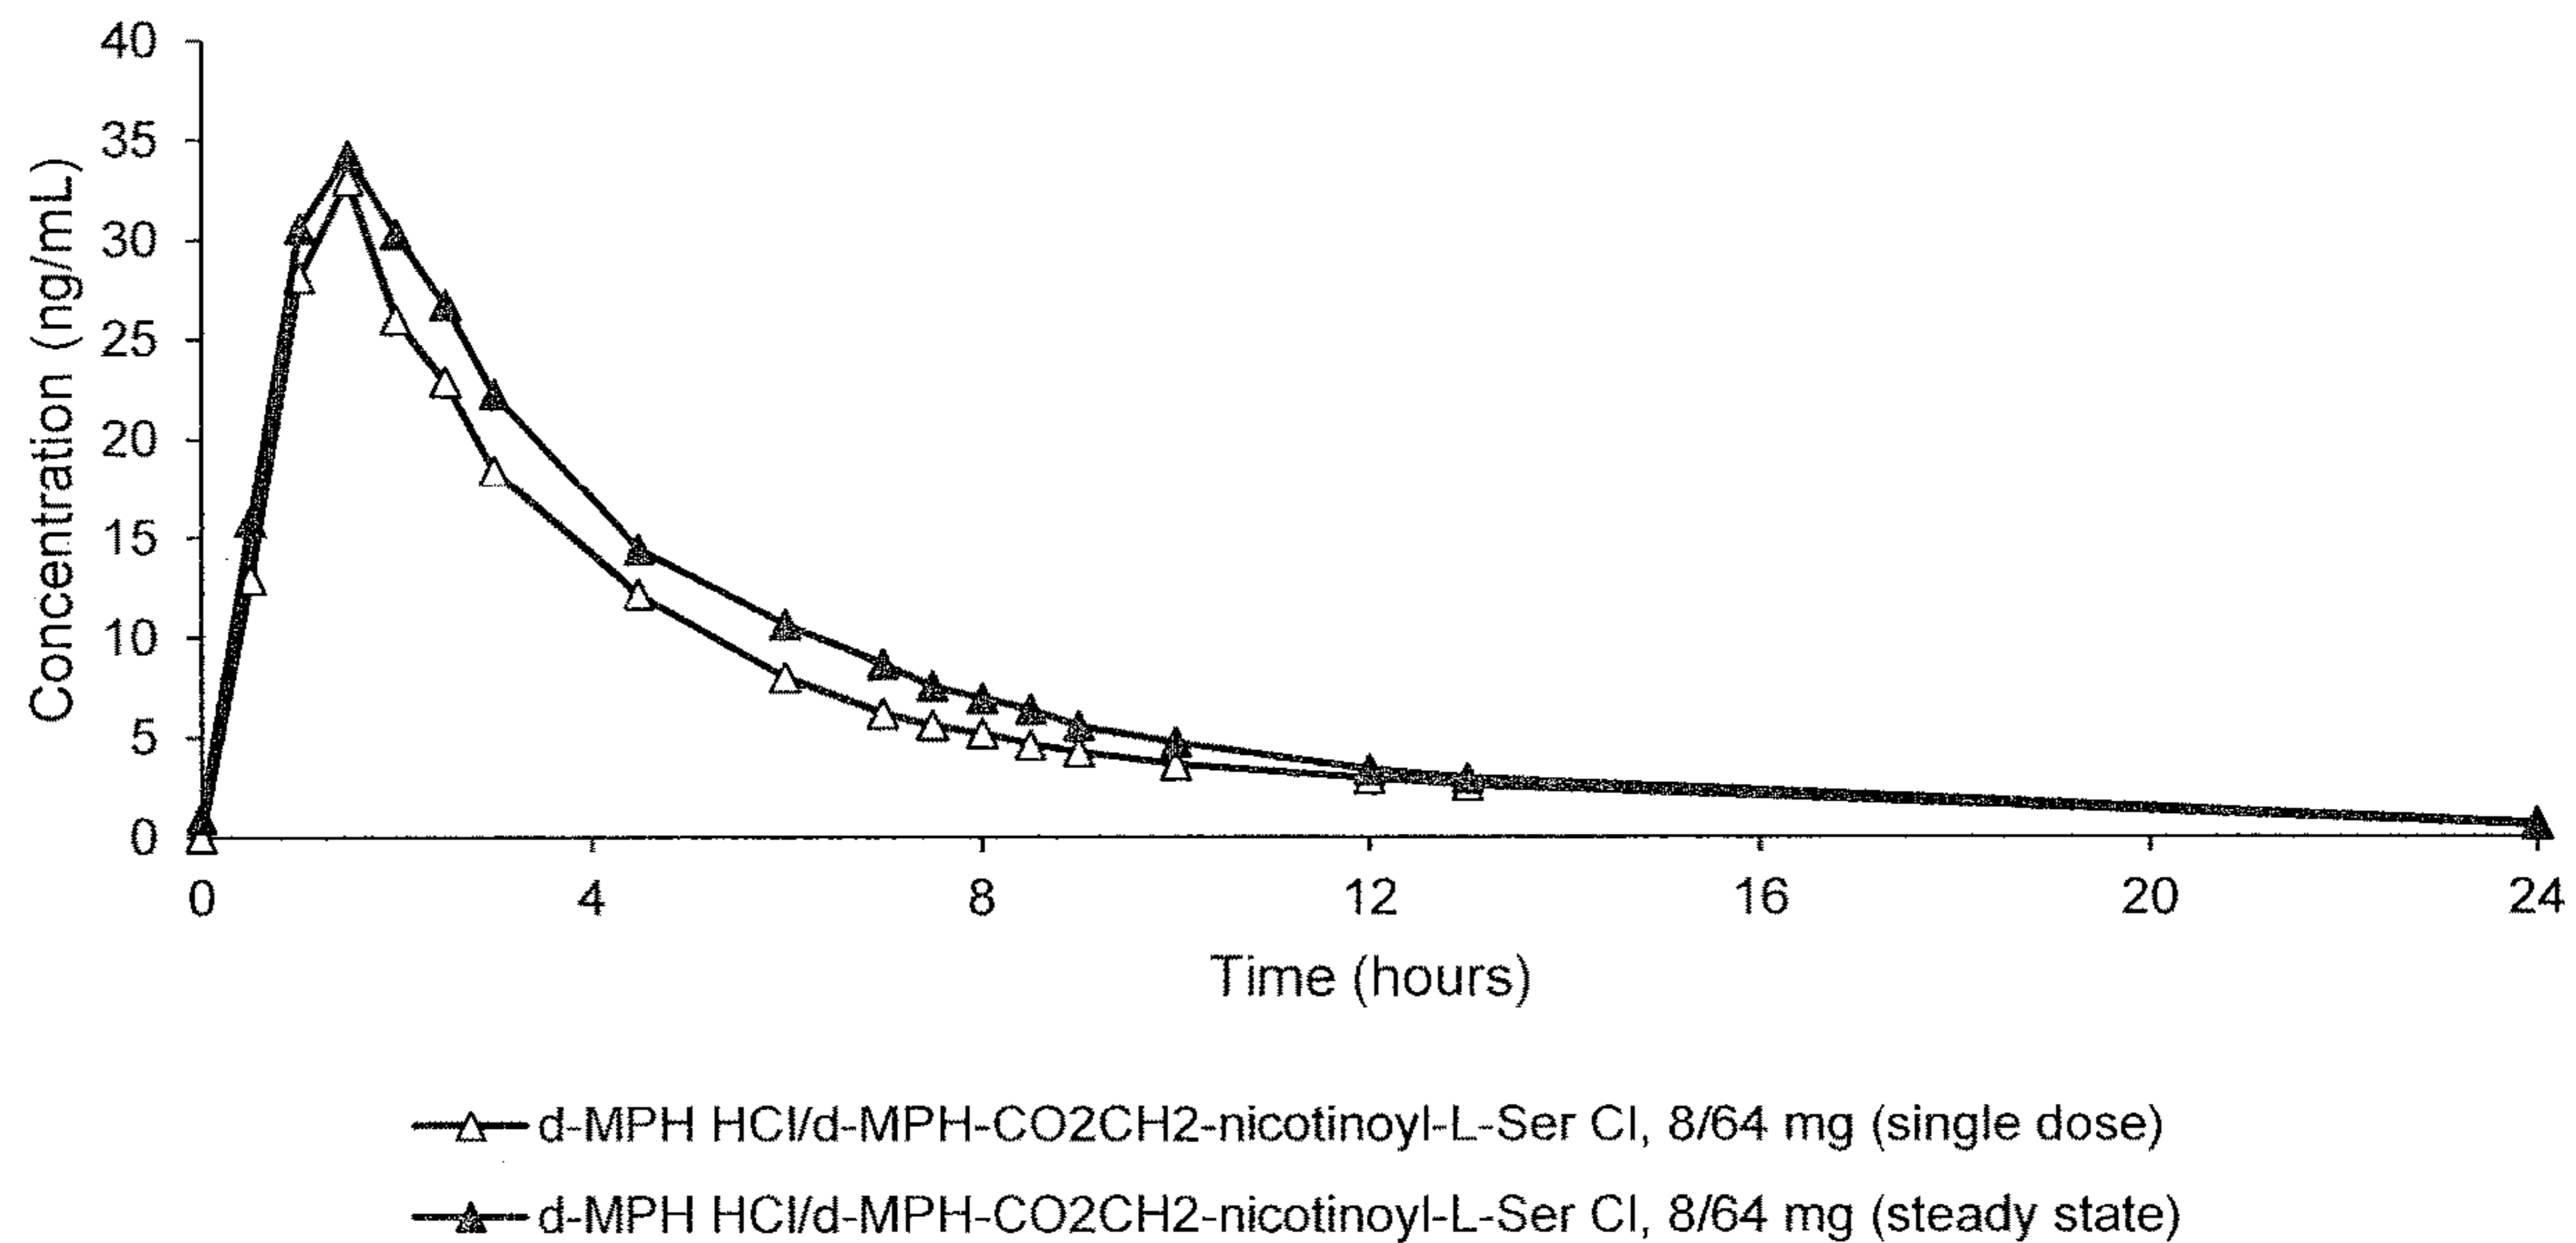 40
35
30
25
20
15
10
5
0
Concentration (ng/mL)
0 4 8 12 16 20 24
Time (hours)
d-MPH HCl/d-MPH-CO2CH2-nicotinoyl-L-Ser Cl, 8/64 mg (single dose)
d-MPH HCl/d-MPH-CO2CH2-nicotinoyl-L-Ser Cl, 8/64 mg (steady state)